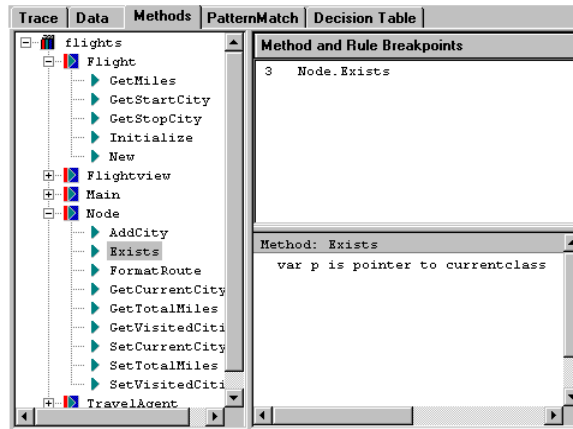 Trace Data Methods PatternMatch Decision Table
flights
Flight
GetMiles
GetStartCity
GetStopCity
Initialize
New
Flightview
Main
Node
AddCity
Exists
FormatRoute
GetCurrentCity
GetTotalMiles
GetVisitedCiti
SetCurrentCity
SetTotalMiles
SetVisitedCiti
TravelAgent
Method and Rule Breakpoints
3 Node.Exists
Method: Exists
var p is pointer to currentclass